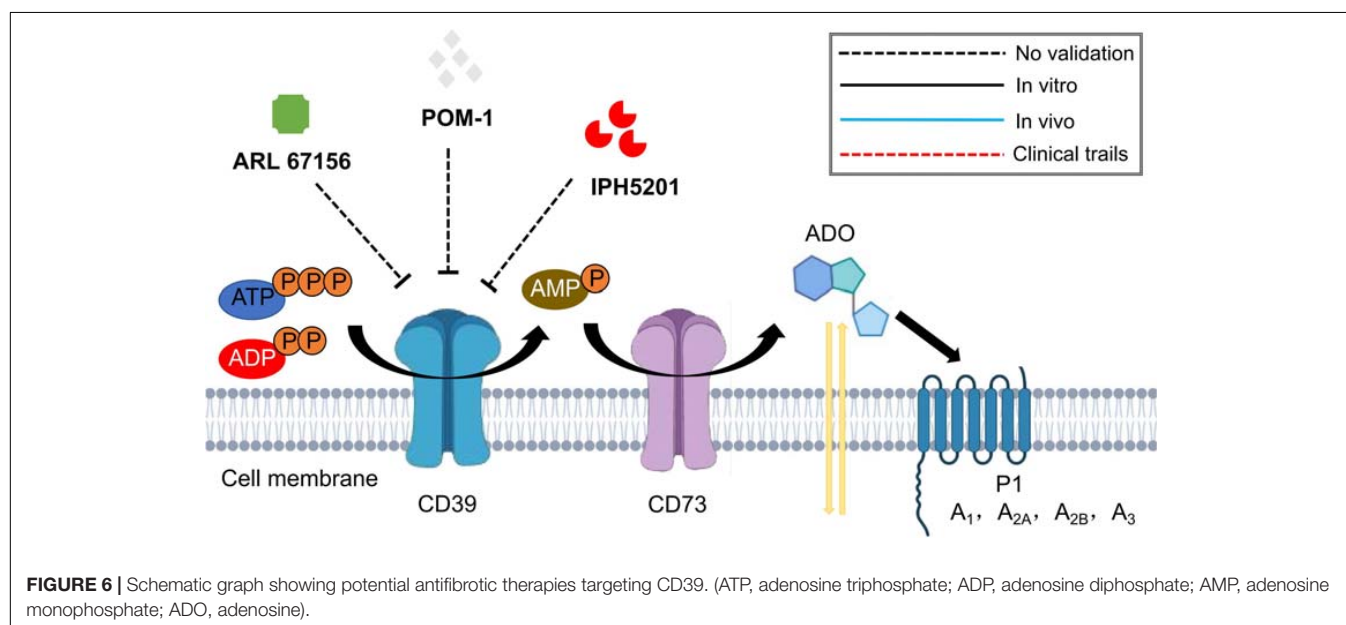 No validation
In vitro
In vivo
Clinical trails
POM-1
ARL 67156
IPH5201
ADO
ATP P P P
AMP P
ADP P P
Cell membrane
CD39
CD73
P1
A1, A2A, A2B, A3
FIGURE 6 | Schematic graph showing potential antifibrotic therapies targeting CD39. (ATP, adenosine triphosphate; ADP, adenosine diphosphate; AMP, adenosine
monophosphate; ADO, adenosine).